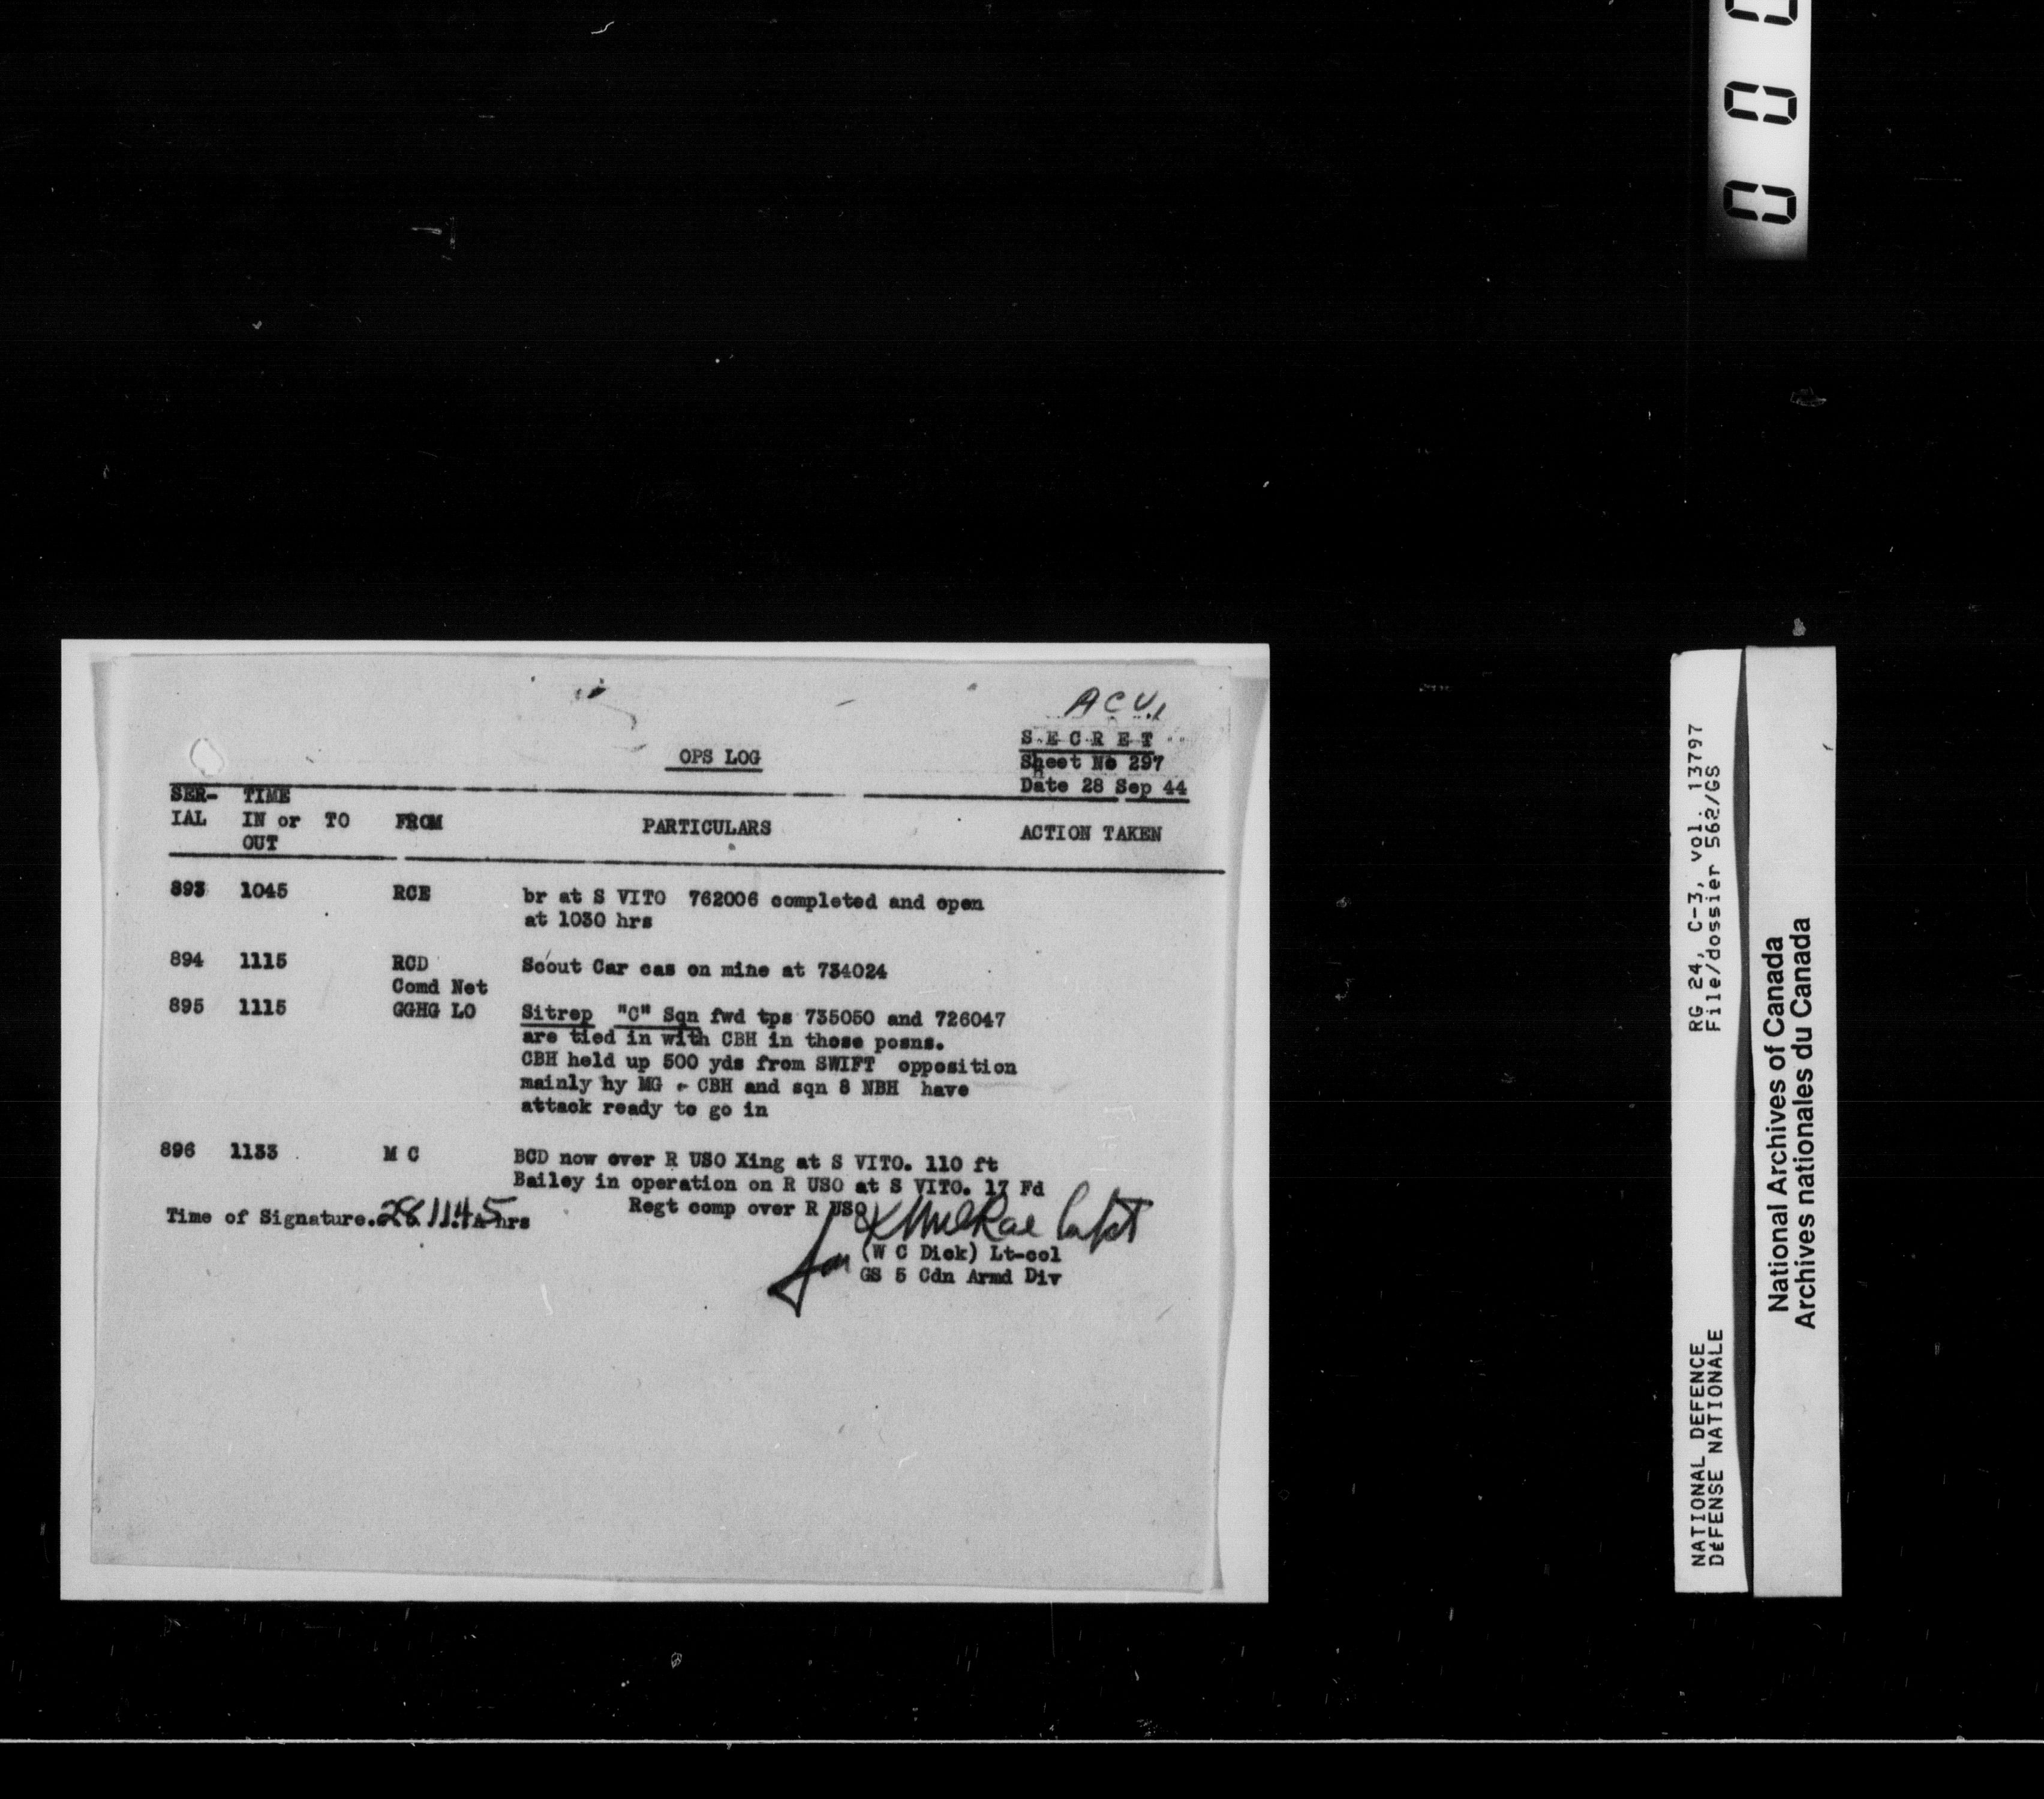 0 0 0
A C V.1
S E C R E T
OPS LOG
Sheet No 297
Date 28 Sep 44
SER- TIME
IAL IN or TO FROM PARTICULARS ACTION TAKEN
OUT
893 1045 RCE br at S VITO 762006 completed and open
at 1030 hrs
894 1115 RCD Scout Car cas on mine at 734024
Comd Net
895 1115 GGHG LO Sitrep "C" Sqn fwd tps 735050 and 726047
are tied in with CBH in those posns.
CBH held up 500 yds from SWIFT opposition
mainly by MG - CBH and sqn 8 NBH have
attack ready to go in
896 1133 M C BCD now over R USO Xing at S VITO. 110 ft
Bailey in operation on R USO at S VITO. 17 Fd
Regt comp over R USO
Time of Signature. 281145A hrs
Capt
for (W C Dick) Lt-col
GS 5 Cdn Armd Div
RG 24, C-3, vol. 13797
File/dossier 562/GS
NATIONAL DEFENCE
DÉFENSE NATIONALE
National Archives of Canada
Archives nationales du Canada